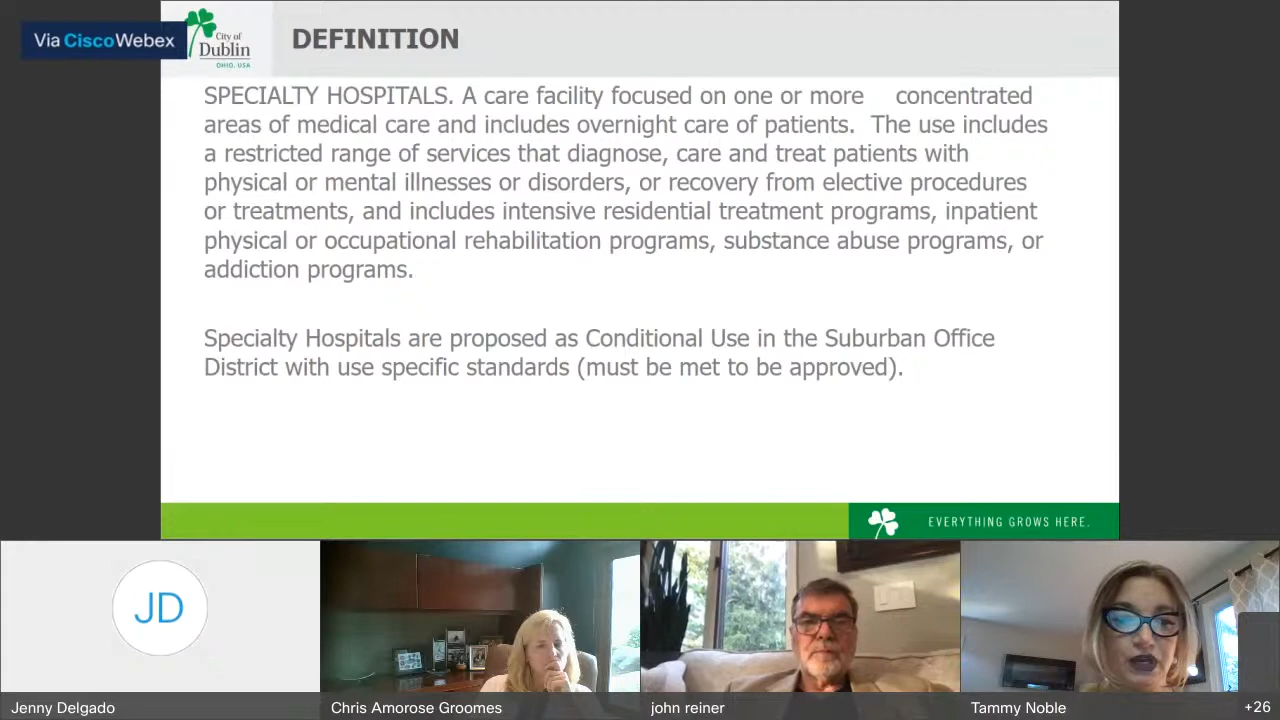 Via CiscoWebex
City of
Dublin
OHIO, USA
DEFINITION
SPECIALTY HOSPITALS. A care facility focused on one or more concentrated
areas of medical care and includes overnight care of patients. The use includes
a restricted range of services that diagnose, care and treat patients with
physical or mental illnesses or disorders, or recovery from elective procedures
or treatments, and includes intensive residential treatment programs, inpatient
physical or occupational rehabilitation programs, substance abuse programs, or
addiction programs.
Specialty Hospitals are proposed as Conditional Use in the Suburban Office
District with use specific standards (must be met to be approved).
EVERYTHING GROWS HERE.
JD
Jenny Delgado
Chris Amorose Groomes
john reiner
Tammy Noble
+26